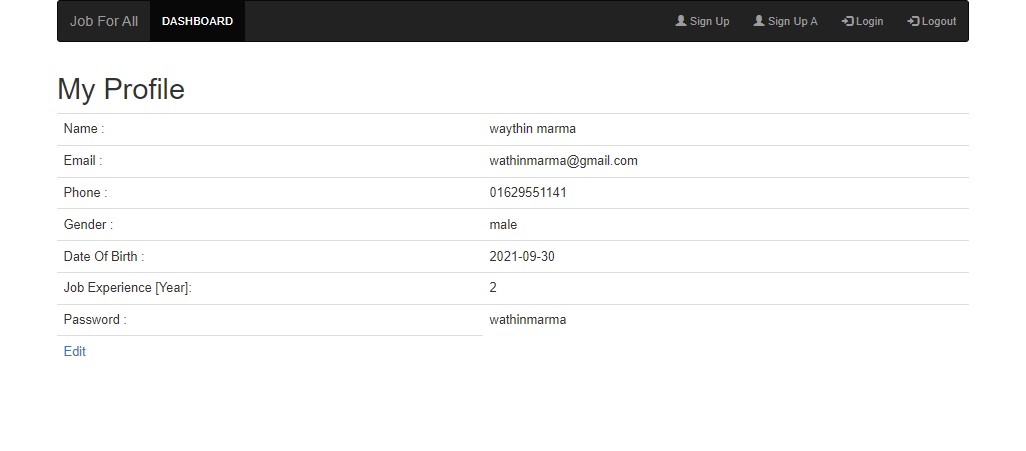 Job For All DASHBOARD Sign Up Sign Up A Login Logout
My Profile
Name : waythin marma
Email : wathinmarma@gmail.com
Phone : 01629551141
Gender : male
Date Of Birth : 2021-09-30
Job Experience [Year]: 2
Password : wathinmarma
Edit